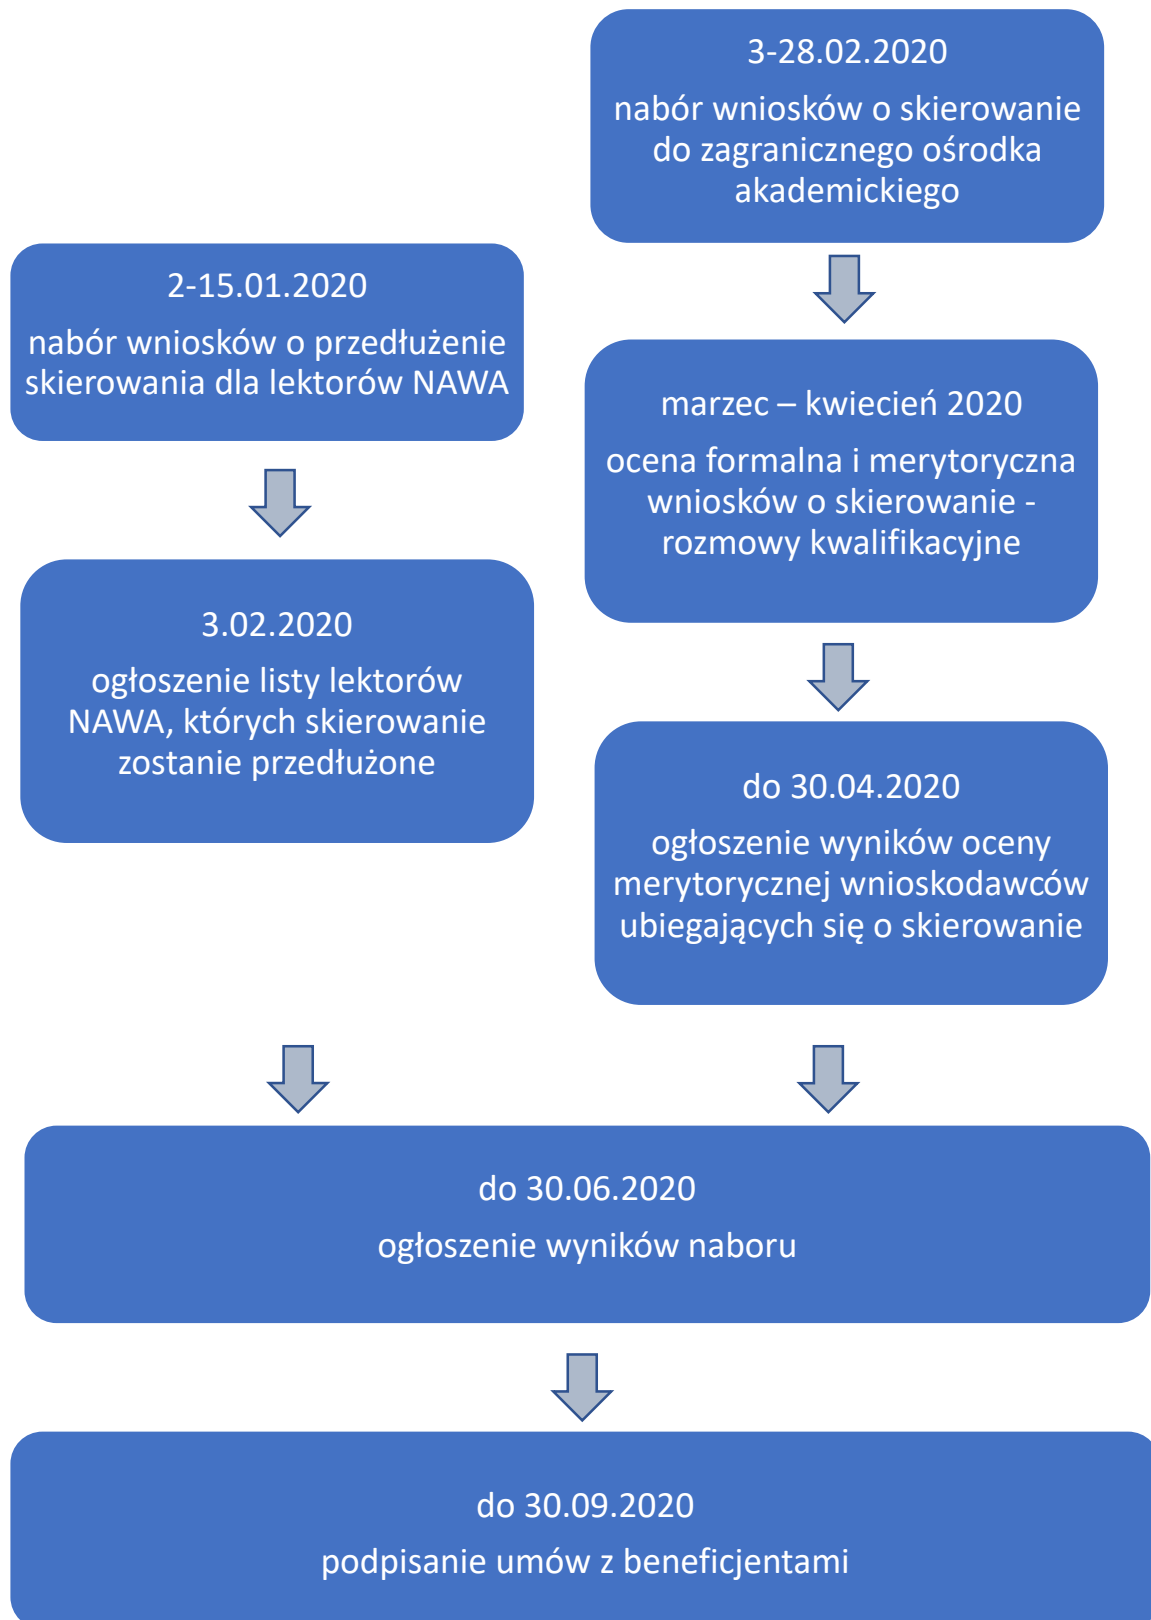 3-28.02.2020
nabór wniosków o skierowanie
do zagranicznego ośrodka
akademickiego
2-15.01.2020
nabór wniosków o przedłużenie
skierowania dla lektorów NAWA
marzec – kwiecień 2020
ocena formalna i merytoryczna
wniosków o skierowanie -
rozmowy kwalifikacyjne
3.02.2020
ogłoszenie listy lektorów
NAWA, których skierowanie
zostanie przedłużone
do 30.04.2020
ogłoszenie wyników oceny
merytorycznej wnioskodawców
ubiegających się o skierowanie
do 30.06.2020
ogłoszenie wyników naboru
do 30.09.2020
podpisanie umów z beneficjentami